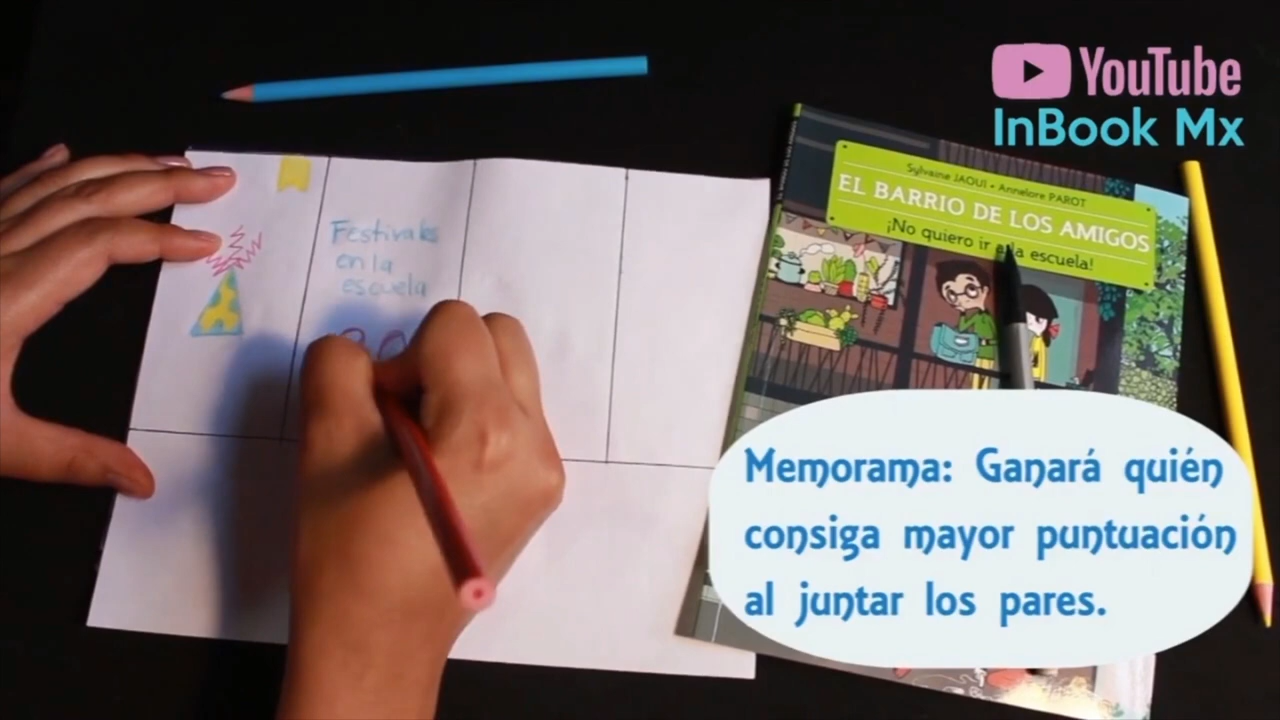 YouTube
InBook Mx
Sylvaine JAOUI • Annelore PAROT
EL BARRIO DE LOS AMIGOS
¡No quiero ir a la escuela!
Festivales
en la
escuela
Memorama: Ganará quién
consiga mayor puntuación
al juntar los pares.